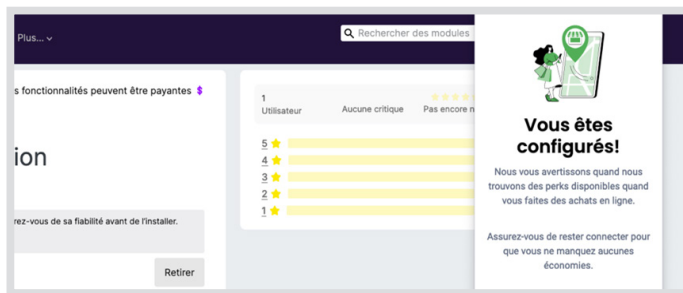 Plus...
Rechercher des modules
s fonctionnalités peuvent être payantes $
ion
rez-vous de sa fiabilité avant de l'installer.
Retirer
1
Utilisateur
Aucune critique
Pas encore n
5
4
3
2
1
Vous êtes
configurés!
Nous vous avertissons quand nous
trouvons des perks disponibles quand
vous faites des achats en ligne.
Assurez-vous de rester connecter pour
que vous ne manquez aucunes
économies.